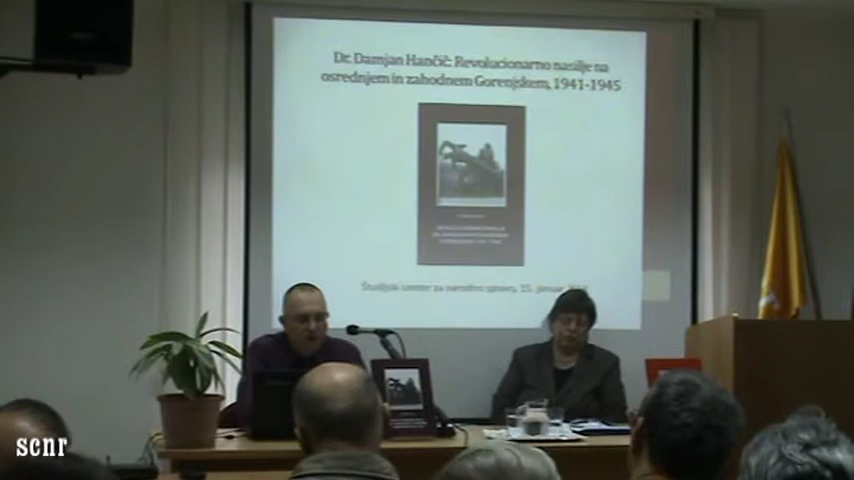 Dr. Damjan Hančič: Revolucionarno nasilje na
osrednjem in zahodnem Gorenjskem, 1941-1945
Študijski center za narodno spravo, 15. januar
scnr